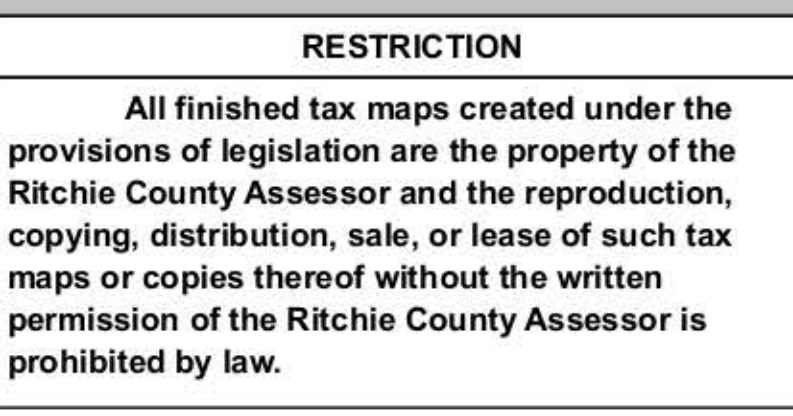 RESTRICTION
All finished tax maps created under the
provisions of legislation are the property of the
Ritchie County Assessor and the reproduction,
copying, distribution, sale, or lease of such tax
maps or copies thereof without the written
permission of the Ritchie County Assessor is
prohibited by law.